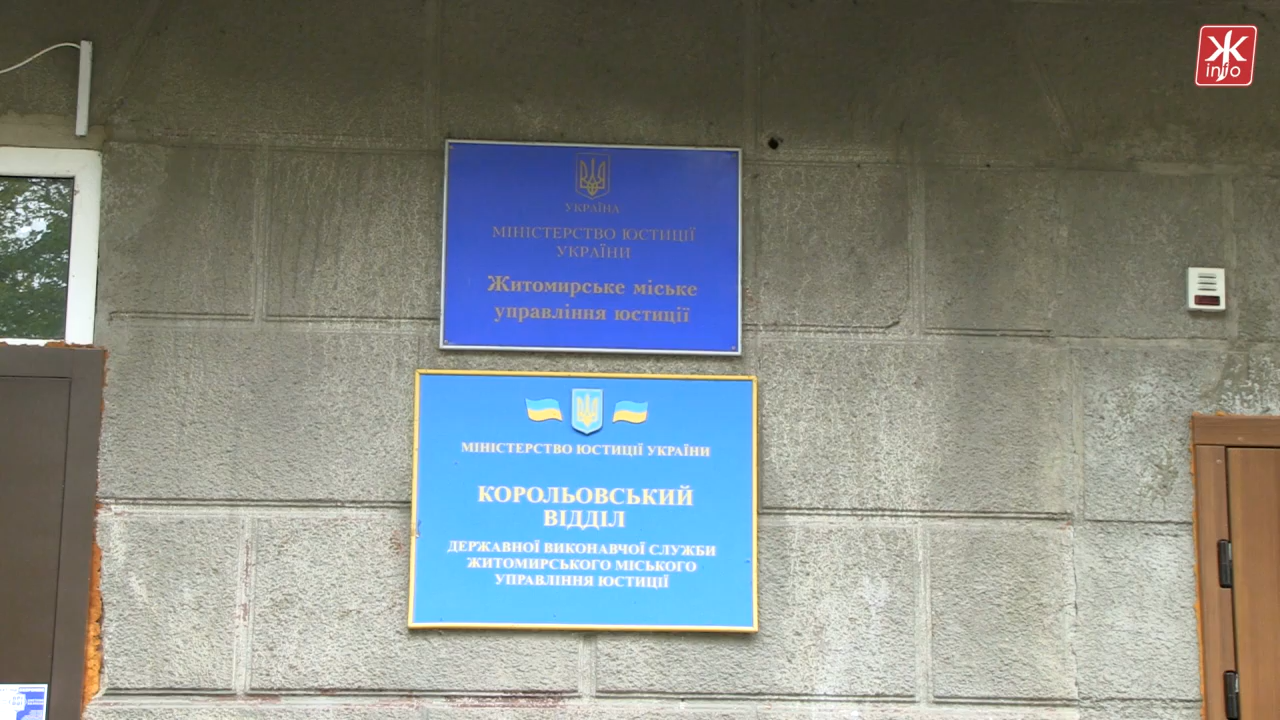 Ж
info
УКРАЇНА
МІНІСТЕРСТВО ЮСТИЦІЇ
УКРАЇНИ
Житомирське міське
управління юстиції
МІНІСТЕРСТВО ЮСТИЦІЇ УКРАЇНИ
КОРОЛЬОВСЬКИЙ
ВІДДІЛ
ДЕРЖАВНОЇ ВИКОНАВЧОЇ СЛУЖБИ
ЖИТОМИРСЬКОГО МІСЬКОГО
УПРАВЛІННЯ ЮСТИЦІЇ